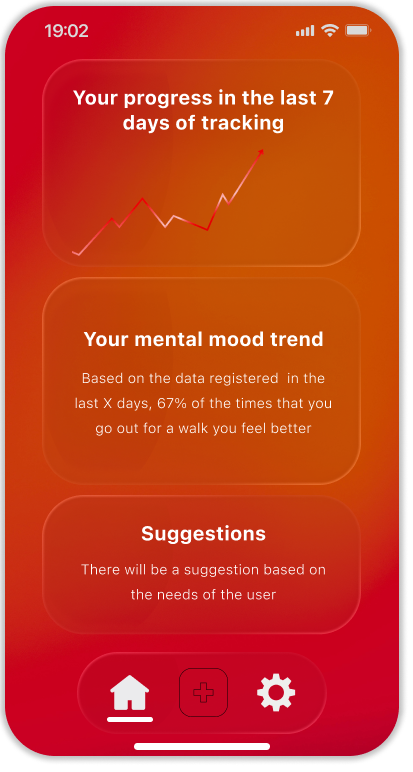 19:02
Your progress in the last 7
days of tracking
Your mental mood trend
Based on the data registered  in the
last X days, 67% of the times that you
go out for a walk you feel better
Suggestions
There will be a suggestion based on
the needs of the user